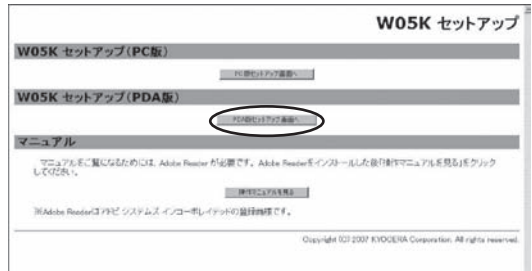 W05K セットアップ
W05K セットアップ(PC版)
PC版セットアップ画面へ
W05K セットアップ(PDA版)
PDA版セットアップ画面へ
マニュアル
マニュアルをご覧になるためには、Adobe Reader が必要です。Adobe Readerをインストールした後「操作マニュアルを見る」をクリック
してください。
操作マニュアルを見る
※Adobe Readerはアドビ システムズ インコーポレイテッドの登録商標です。
Copyright (C) 2007 KYOCERA Corporation. All rights reserved.